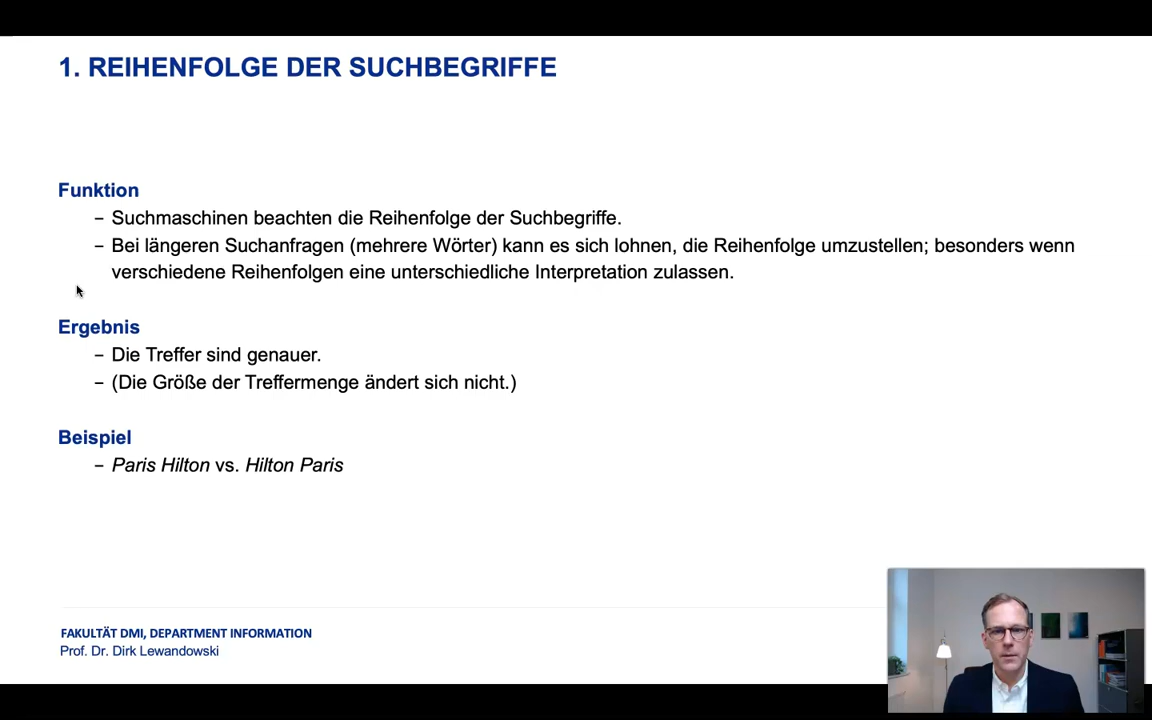 1. REIHENFOLGE DER SUCHBEGRIFFE
Funktion
– Suchmaschinen beachten die Reihenfolge der Suchbegriffe.
– Bei längeren Suchanfragen (mehrere Wörter) kann es sich lohnen, die Reihenfolge umzustellen; besonders wenn
verschiedene Reihenfolgen eine unterschiedliche Interpretation zulassen.
Ergebnis
– Die Treffer sind genauer.
– (Die Größe der Treffermenge ändert sich nicht.)
Beispiel
– Paris Hilton vs. Hilton Paris
FAKULTÄT DMI, DEPARTMENT INFORMATION
Prof. Dr. Dirk Lewandowski